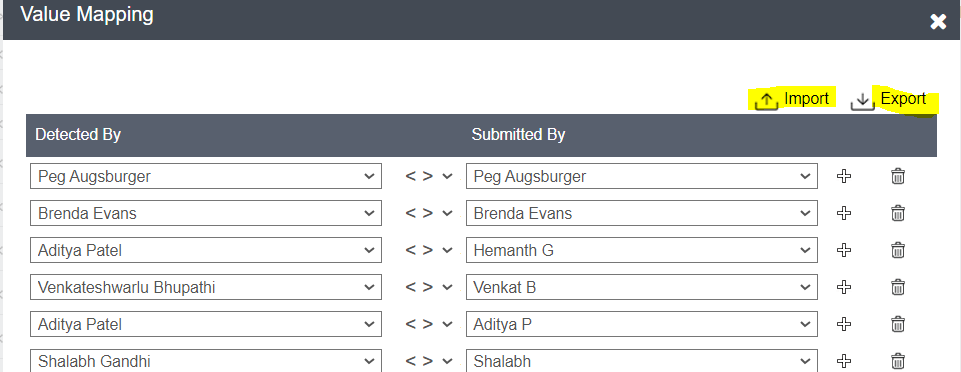 Value Mapping
Import Export
Detected By Submitted By
Peg Augsburger < > Peg Augsburger
Brenda Evans < > Brenda Evans
Aditya Patel < > Hemanth G
Venkateshwarlu Bhupathi < > Venkat B
Aditya Patel < > Aditya P
Shalabh Gandhi < > Shalabh